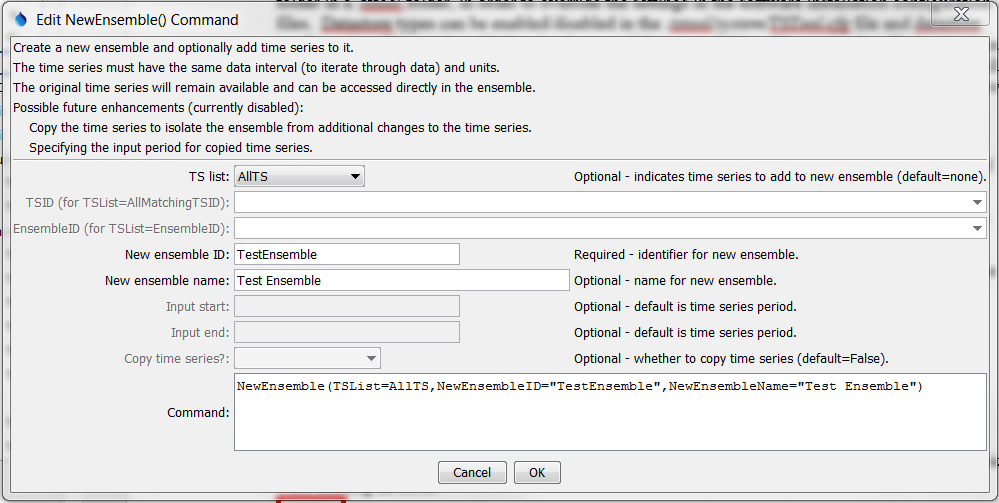 Edit NewEnsemble() Command
Create a new ensemble and optionally add time series to it.
The time series must have the same data interval (to iterate through data) and units.
The original time series will remain available and can be accessed directly in the ensemble.
Possible future enhancements (currently disabled):
Copy the time series to isolate the ensemble from additional changes to the time series.
Specifying the input period for copied time series.
TS list: AllTS Optional - indicates time series to add to new ensemble (default=none).
TSID (for TSList=AllMatchingTSID):
EnsembleID (for TSList=EnsembleID):
New ensemble ID: TestEnsemble Required - identifier for new ensemble.
New ensemble name: Test Ensemble Optional - name for new ensemble.
Input start: Optional - default is time series period.
Input end: Optional - default is time series period.
Copy time series?: Optional - whether to copy time series (default=False).
Command: NewEnsemble(TSList=AllTS,NewEnsembleID="TestEnsemble",NewEnsembleName="Test Ensemble")
Cancel OK